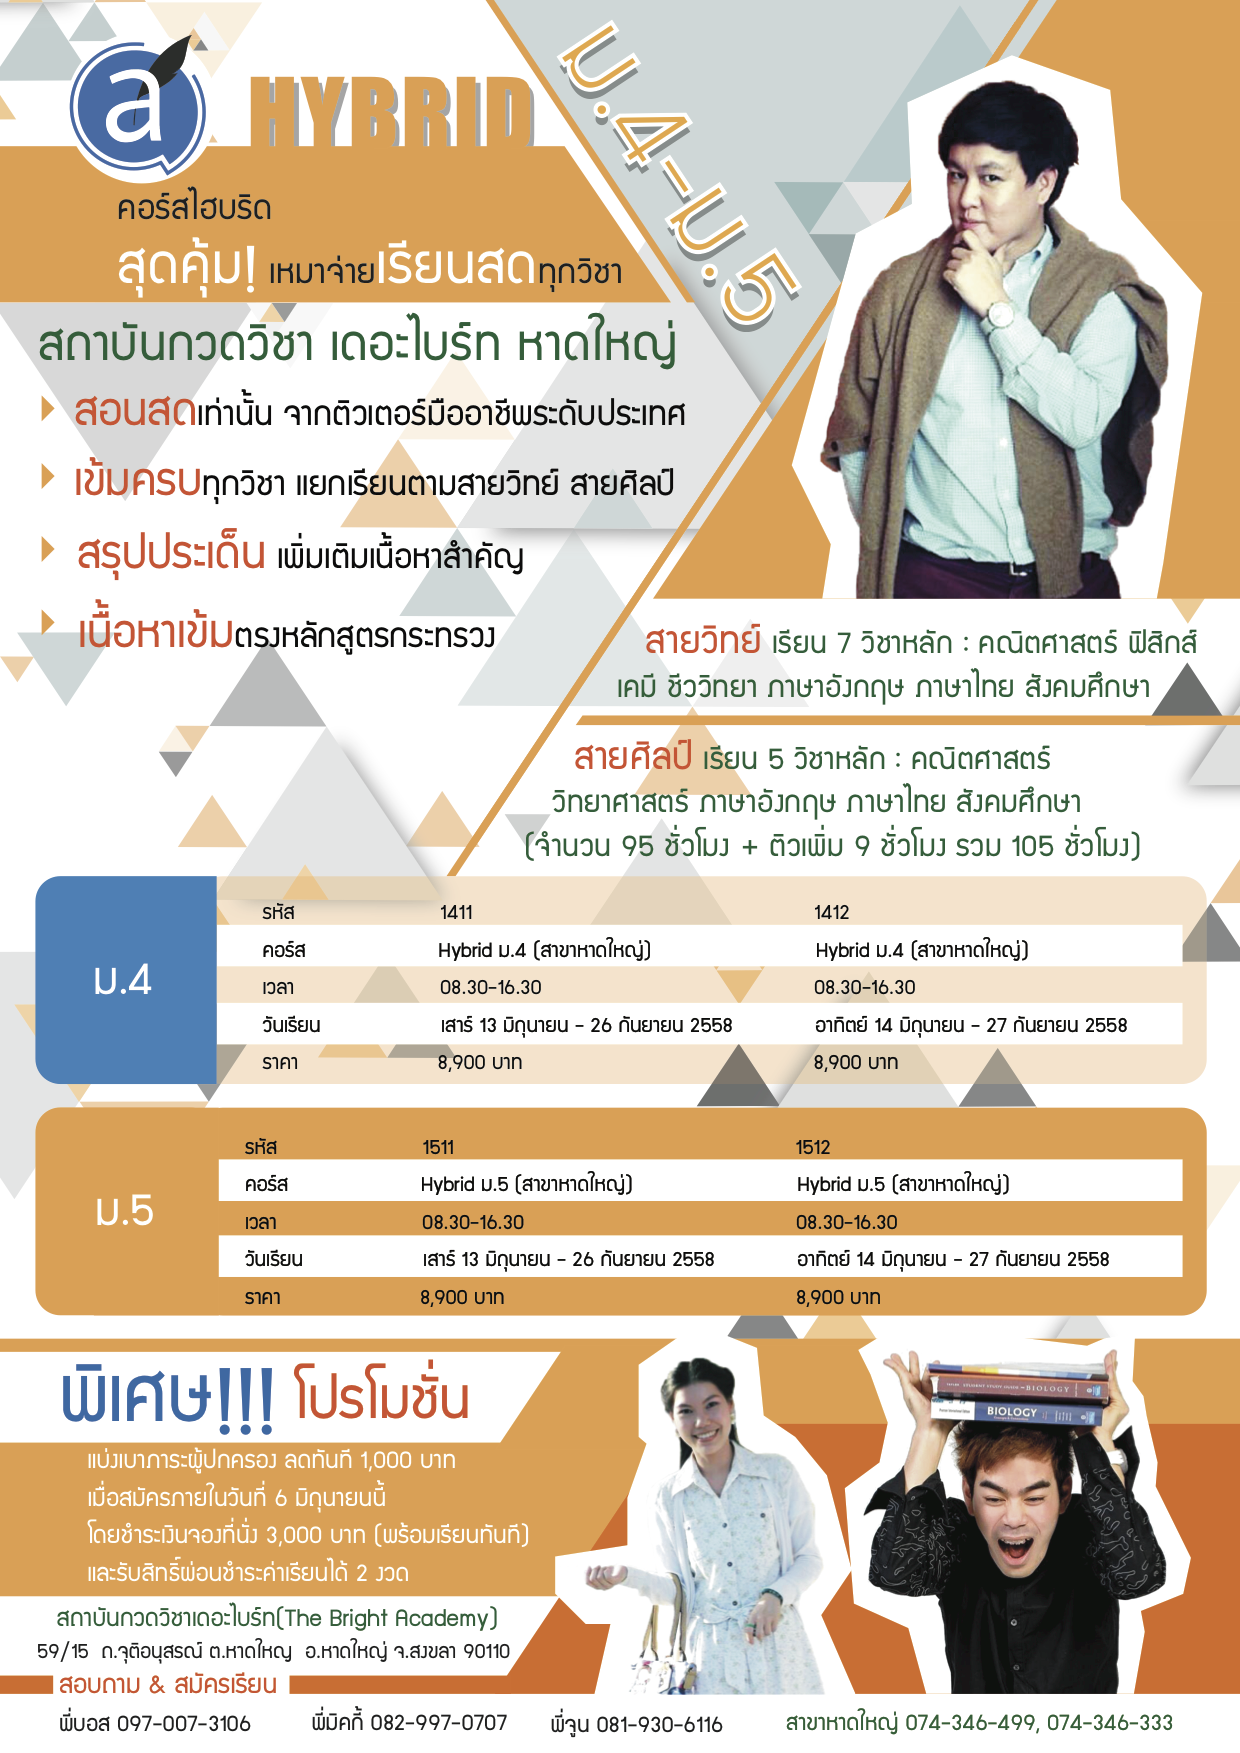 a
HYBRID
ม.4-ม.5
คอร์สไฮบริด
สุดคุ้ม! เหมาจ่ายเรียนสดทุกวิชา
สถาบันกวดวิชา เดอะไบร์ท หาดใหญ่
สอนสดเท่านั้น จากติวเตอร์มืออาชีพระดับประเทศ
เข้มครบทุกวิชา แยกเรียนตามสายวิทย์ สายศิลป์
สรุปประเด็น เพิ่มเติมเนื้อหาสำคัญ
เนื้อหาเข้มตรงหลักสูตรกระทรวง
สายวิทย์ เรียน 7 วิชาหลัก : คณิตศาสตร์ ฟิสิกส์
เคมี ชีววิทยา ภาษาอังกฤษ ภาษาไทย สังคมศึกษา
สายศิลป์ เรียน 5 วิชาหลัก : คณิตศาสตร์
วิทยาศาสตร์ ภาษาอังกฤษ ภาษาไทย สังคมศึกษา
(จำนวน 95 ชั่วโมง + ติวเพิ่ม 9 ชั่วโมง รวม 105 ชั่วโมง)
ม.4
รหัส 1411 1412
คอร์ส Hybrid ม.4 (สาขาหาดใหญ่) Hybrid ม.4 (สาขาหาดใหญ่)
เวลา 08.30-16.30 08.30-16.30
วันเรียน เสาร์ 13 มิถุนายน - 26 กันยายน 2558 อาทิตย์ 14 มิถุนายน - 27 กันยายน 2558
ราคา 8,900 บาท 8,900 บาท
ม.5
รหัส 1511 1512
คอร์ส Hybrid ม.5 (สาขาหาดใหญ่) Hybrid ม.5 (สาขาหาดใหญ่)
เวลา 08.30-16.30 08.30-16.30
วันเรียน เสาร์ 13 มิถุนายน - 26 กันยายน 2558 อาทิตย์ 14 มิถุนายน - 27 กันยายน 2558
ราคา 8,900 บาท 8,900 บาท
พิเศษ!!! โปรโมชั่น
แบ่งเบาภาระผู้ปกครอง ลดทันที 1,000 บาท
เมื่อสมัครภายในวันที่ 6 มิถุนายนนี้
โดยชำระเงินจองที่นั่ง 3,000 บาท (พร้อมเรียนทันที)
และรับสิทธิ์ผ่อนชำระค่าเรียนได้ 2 งวด
BIOLOGY
BIOLOGY
สถาบันกวดวิชาเดอะไบร์ท(The Bright Academy)
59/15 ถ.จุติอนุสรณ์ ต.หาดใหญ อ.หาดใหญ่ จ.สงขลา 90110
สอบถาม & สมัครเรียน
พี่บอส 097-007-3106 พี่มิคกี้ 082-997-0707 พี่จูน 081-930-6116 สาขาหาดใหญ่ 074-346-499, 074-346-333